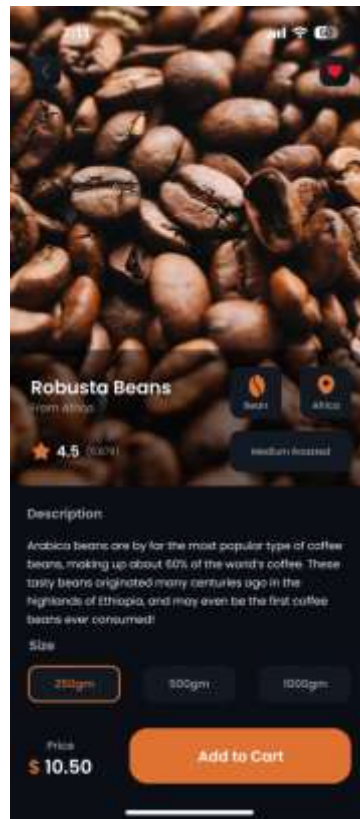 7:11
Robusta Beans
From Africa
Bean
Africa
4.5
Medium Roasted
Description
Arabica beans are by far the most popular type of coffee
beans, making up about 60% of the world's coffee. These
tasty beans originated many centuries ago in the
highlands of Ethiopia, and may even be the first coffee
beans ever consumed!
Size
250gm
500gm
1000gm
Price
$ 10.50
Add to Cart